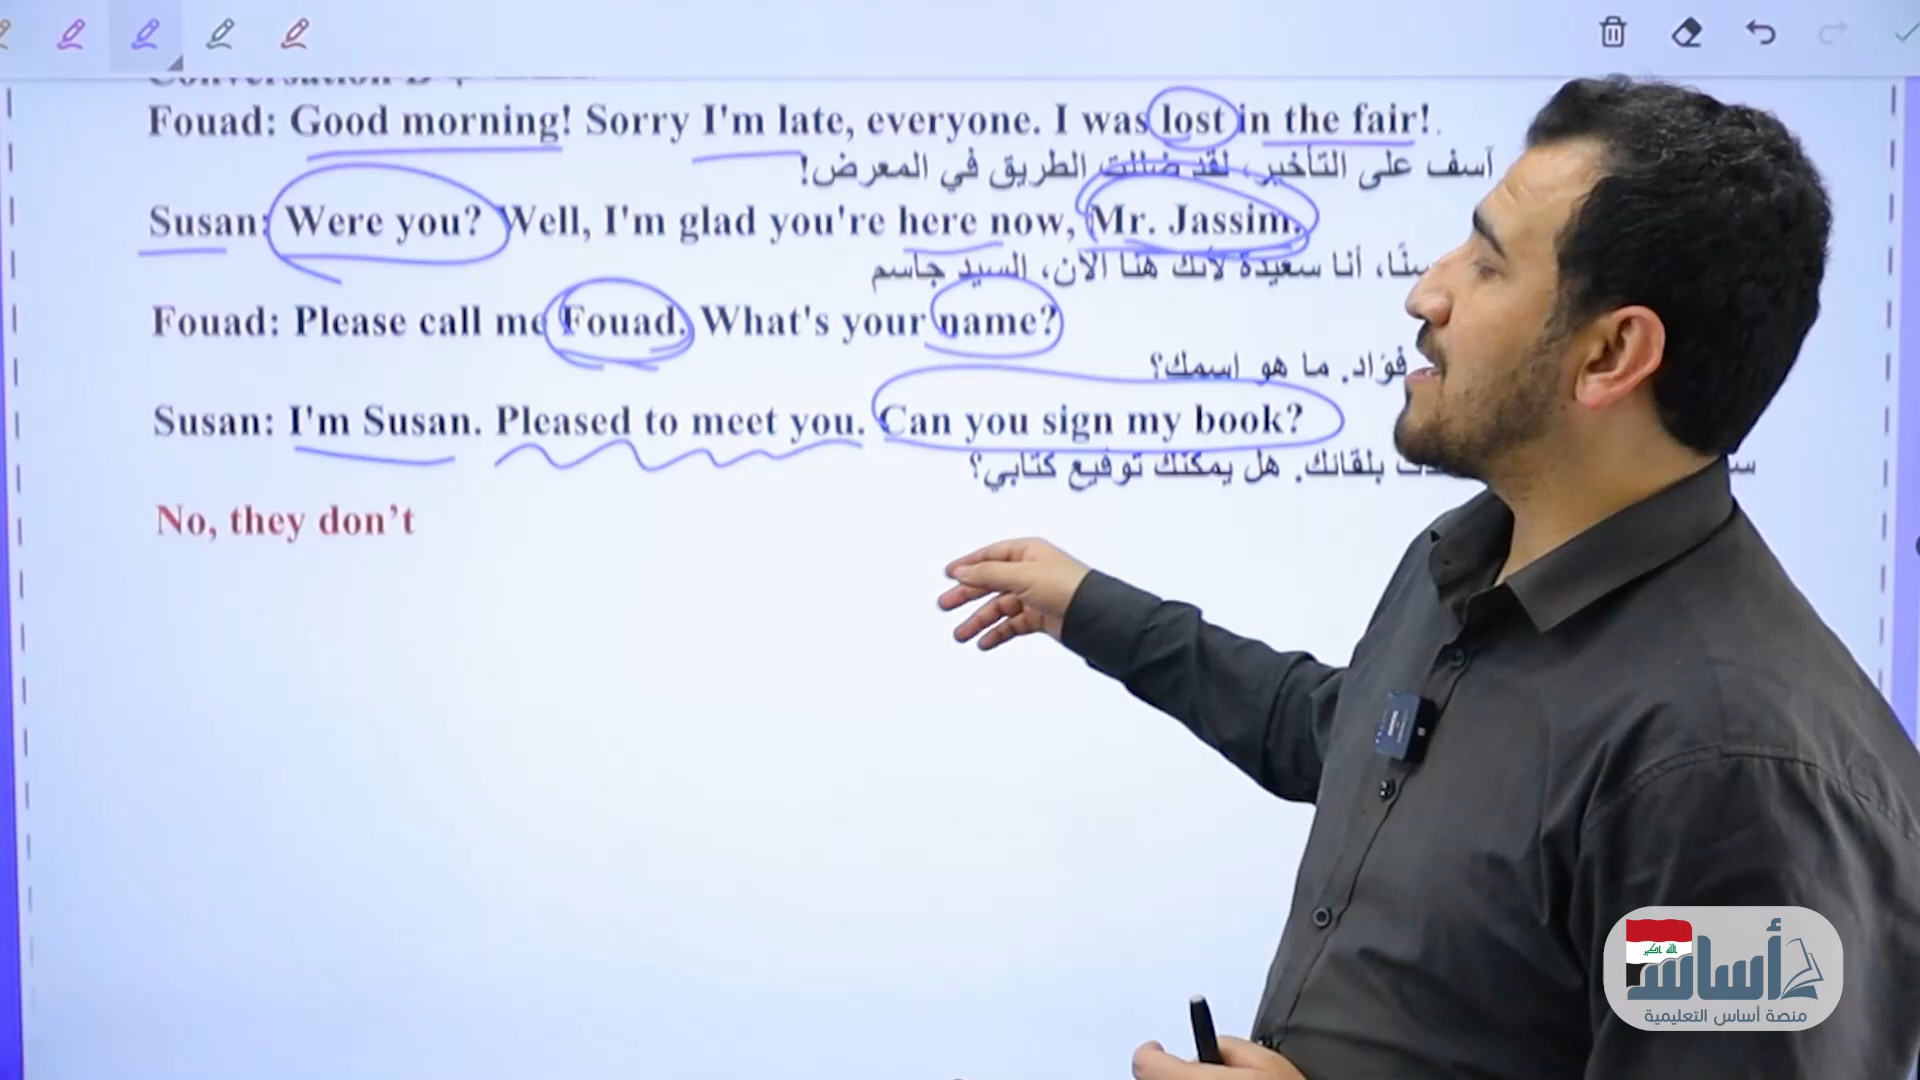 Conversation B
Fouad: Good morning! Sorry I'm late, everyone. I was lost in the fair!
آسف على التأخير، لقد ضللت الطريق في المعرض!
Susan: Were you? Well, I'm glad you're here now, Mr. Jassim.
أنا سعيدة لأنك هنا الآن، السيد جاسم
Fouad: Please call me Fouad. What's your name?
فؤاد. ما هو اسمك؟
Susan: I'm Susan. Pleased to meet you. Can you sign my book?
بلقائك. هل يمكنك توقيع كتابي؟
No, they don’t
أساس
منصة أساس التعليمية